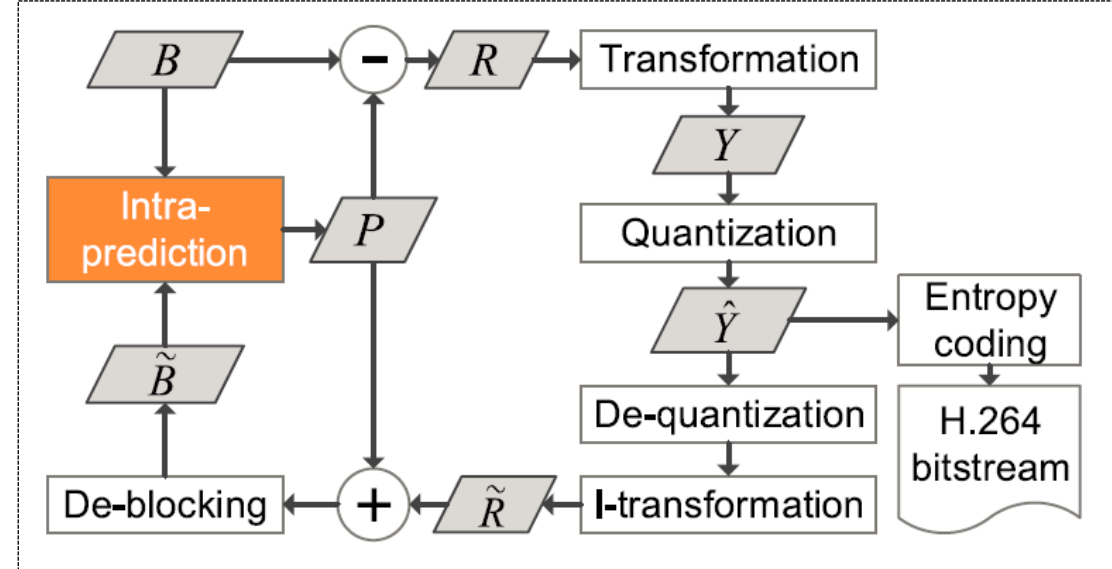 B
-
R
Transformation
Y
Intra-
prediction
P
Quantization
Ŷ
Entropy
coding
B̃
De-quantization
H.264
bitstream
De-blocking
+
R̃
I-transformation